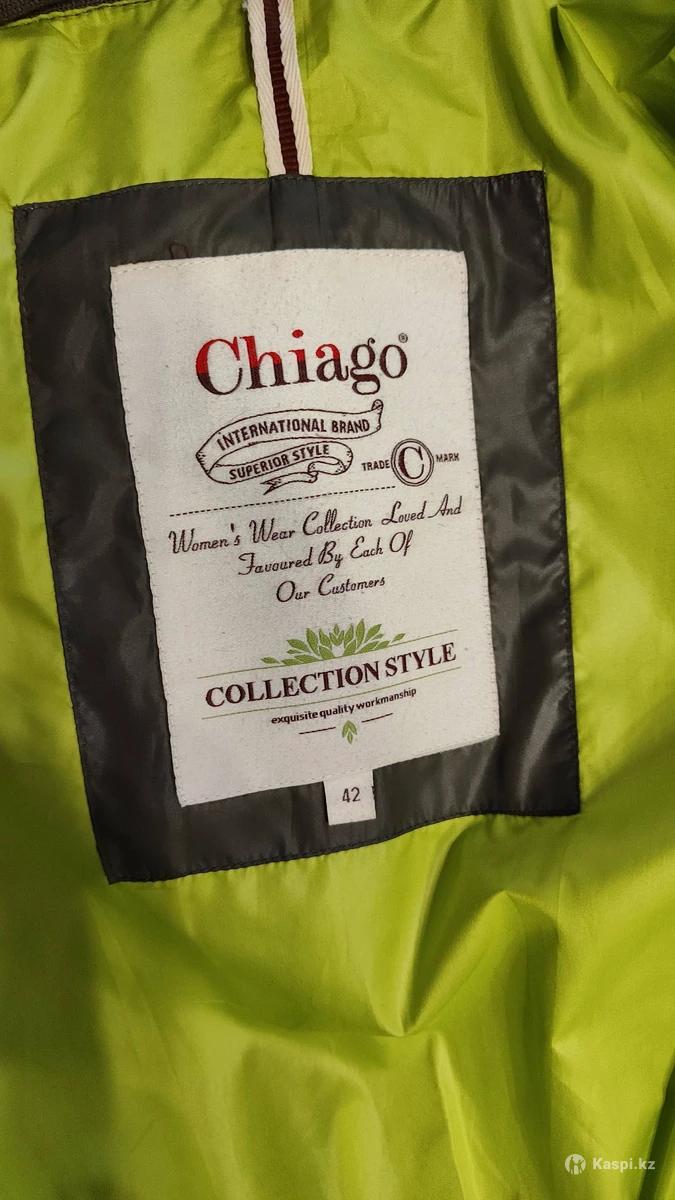 Chiago®
INTERNATIONAL BRAND
SUPERIOR STYLE
TRADE C MARK
Women's Wear Collection Loved And
Favoured By Each Of
Our Customers
COLLECTION STYLE
exquisite quality workmanship
42
Kaspi.kz